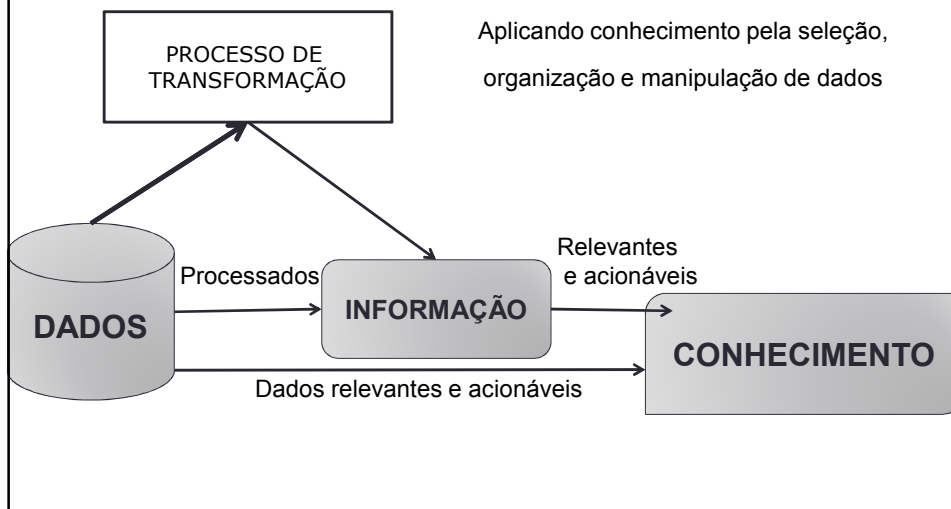 PROCESSO DE
TRANSFORMAÇÃO
Aplicando conhecimento pela seleção,
organização e manipulação de dados
Relevantes
e acionáveis
Processados
DADOS
INFORMAÇÃO
CONHECIMENTO
Dados relevantes e acionáveis